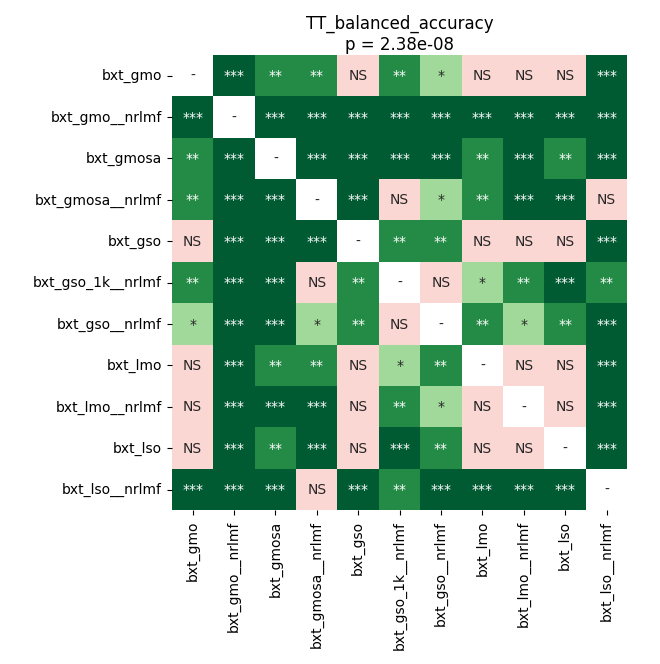 TT_balanced_accuracy
p = 2.38e-08
bxt_gmo - *** ** ** NS ** * NS NS NS ***
bxt_gmo__nrlmf *** - *** *** *** *** *** *** *** *** ***
bxt_gmosa ** *** - *** *** *** *** ** *** ** ***
bxt_gmosa__nrlmf ** *** *** - *** NS * ** *** *** NS
bxt_gso NS *** *** *** - ** ** NS NS NS ***
bxt_gso_1k__nrlmf ** *** *** NS ** - NS * ** *** **
bxt_gso__nrlmf * *** *** * ** NS - ** * ** ***
bxt_lmo NS *** ** ** NS * ** - NS NS ***
bxt_lmo__nrlmf NS *** *** *** NS ** * NS - NS ***
bxt_lso NS *** ** *** NS *** ** NS NS - ***
bxt_lso__nrlmf *** *** *** NS *** ** *** *** *** *** -
bxt_gmo
bxt_gmo__nrlmf
bxt_gmosa
bxt_gmosa__nrlmf
bxt_gso
bxt_gso_1k__nrlmf
bxt_gso__nrlmf
bxt_lmo
bxt_lmo__nrlmf
bxt_lso
bxt_lso__nrlmf